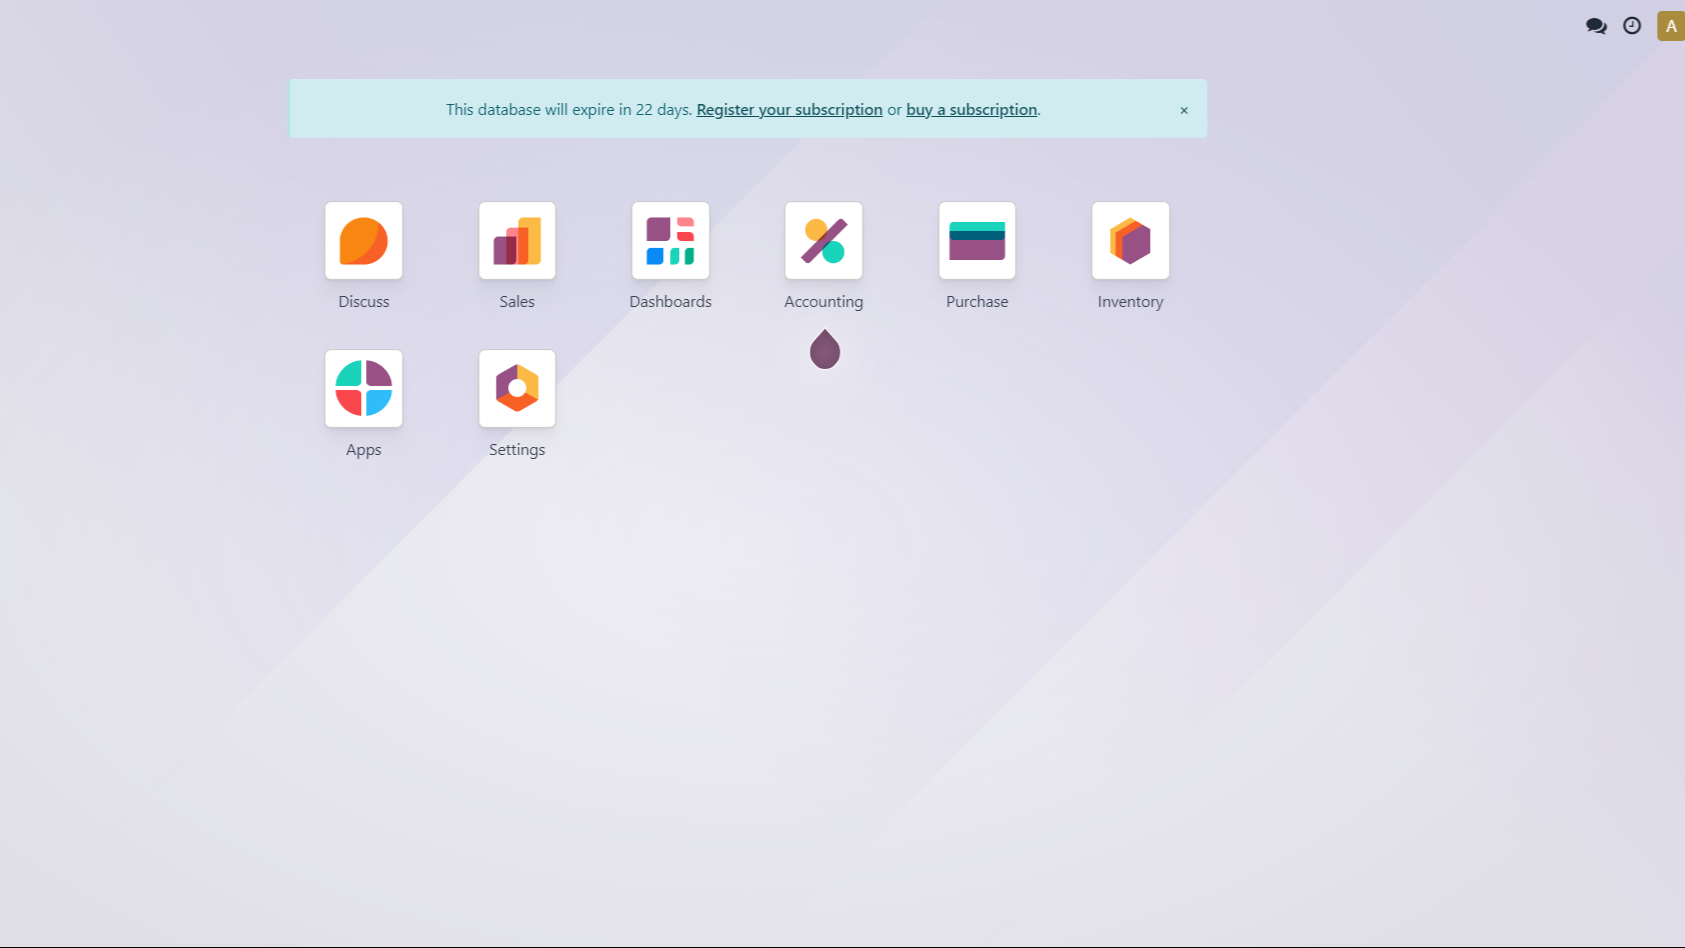 A
This database will expire in 22 days. Register your subscription or buy a subscription.
×
Discuss
Sales
Dashboards
Accounting
Purchase
Inventory
Apps
Settings